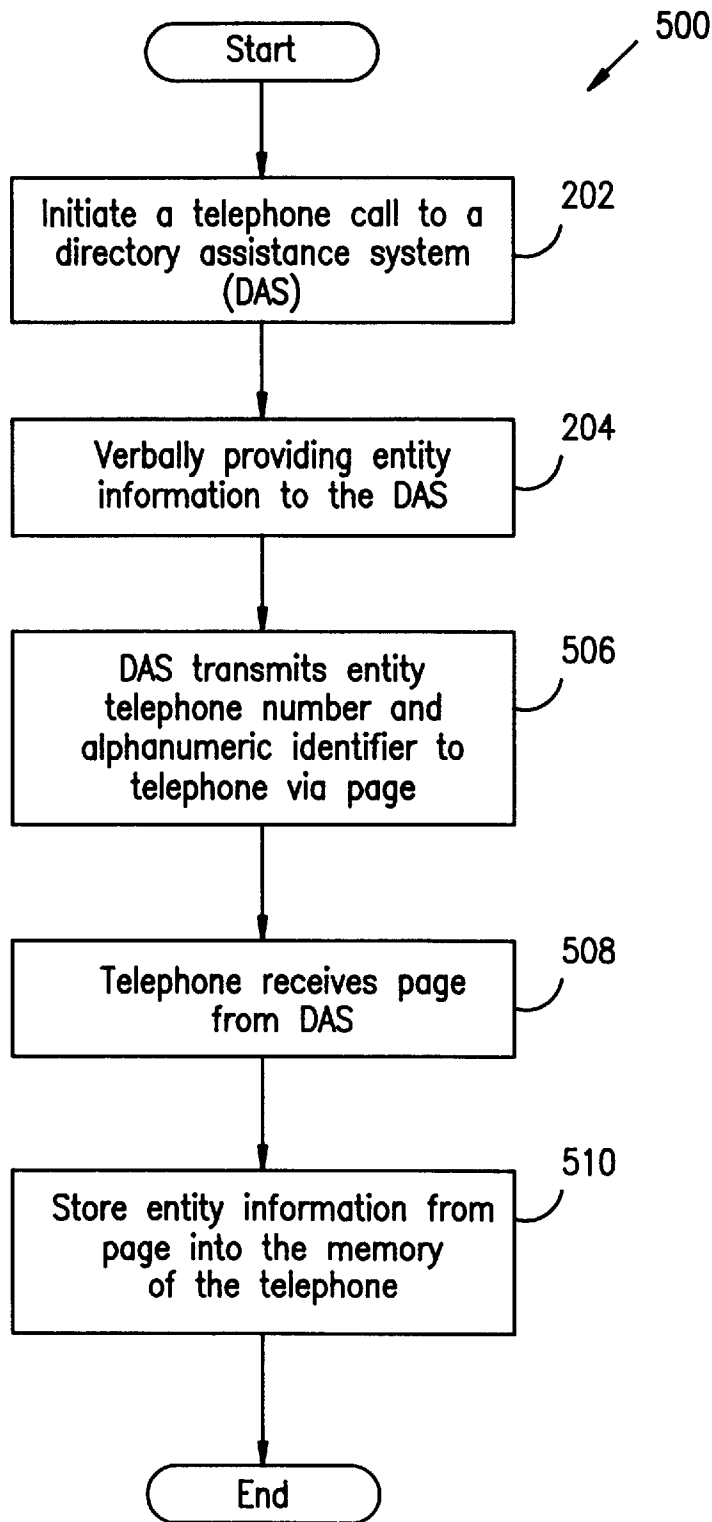 500
Start
Initiate a telephone call to a
directory assistance system
(DAS)
202
Verbally providing entity
information to the DAS
204
DAS transmits entity
telephone number and
alphanumeric identifier to
telephone via page
506
Telephone receives page
from DAS
508
Store entity information from
page into the memory
of the telephone
510
End